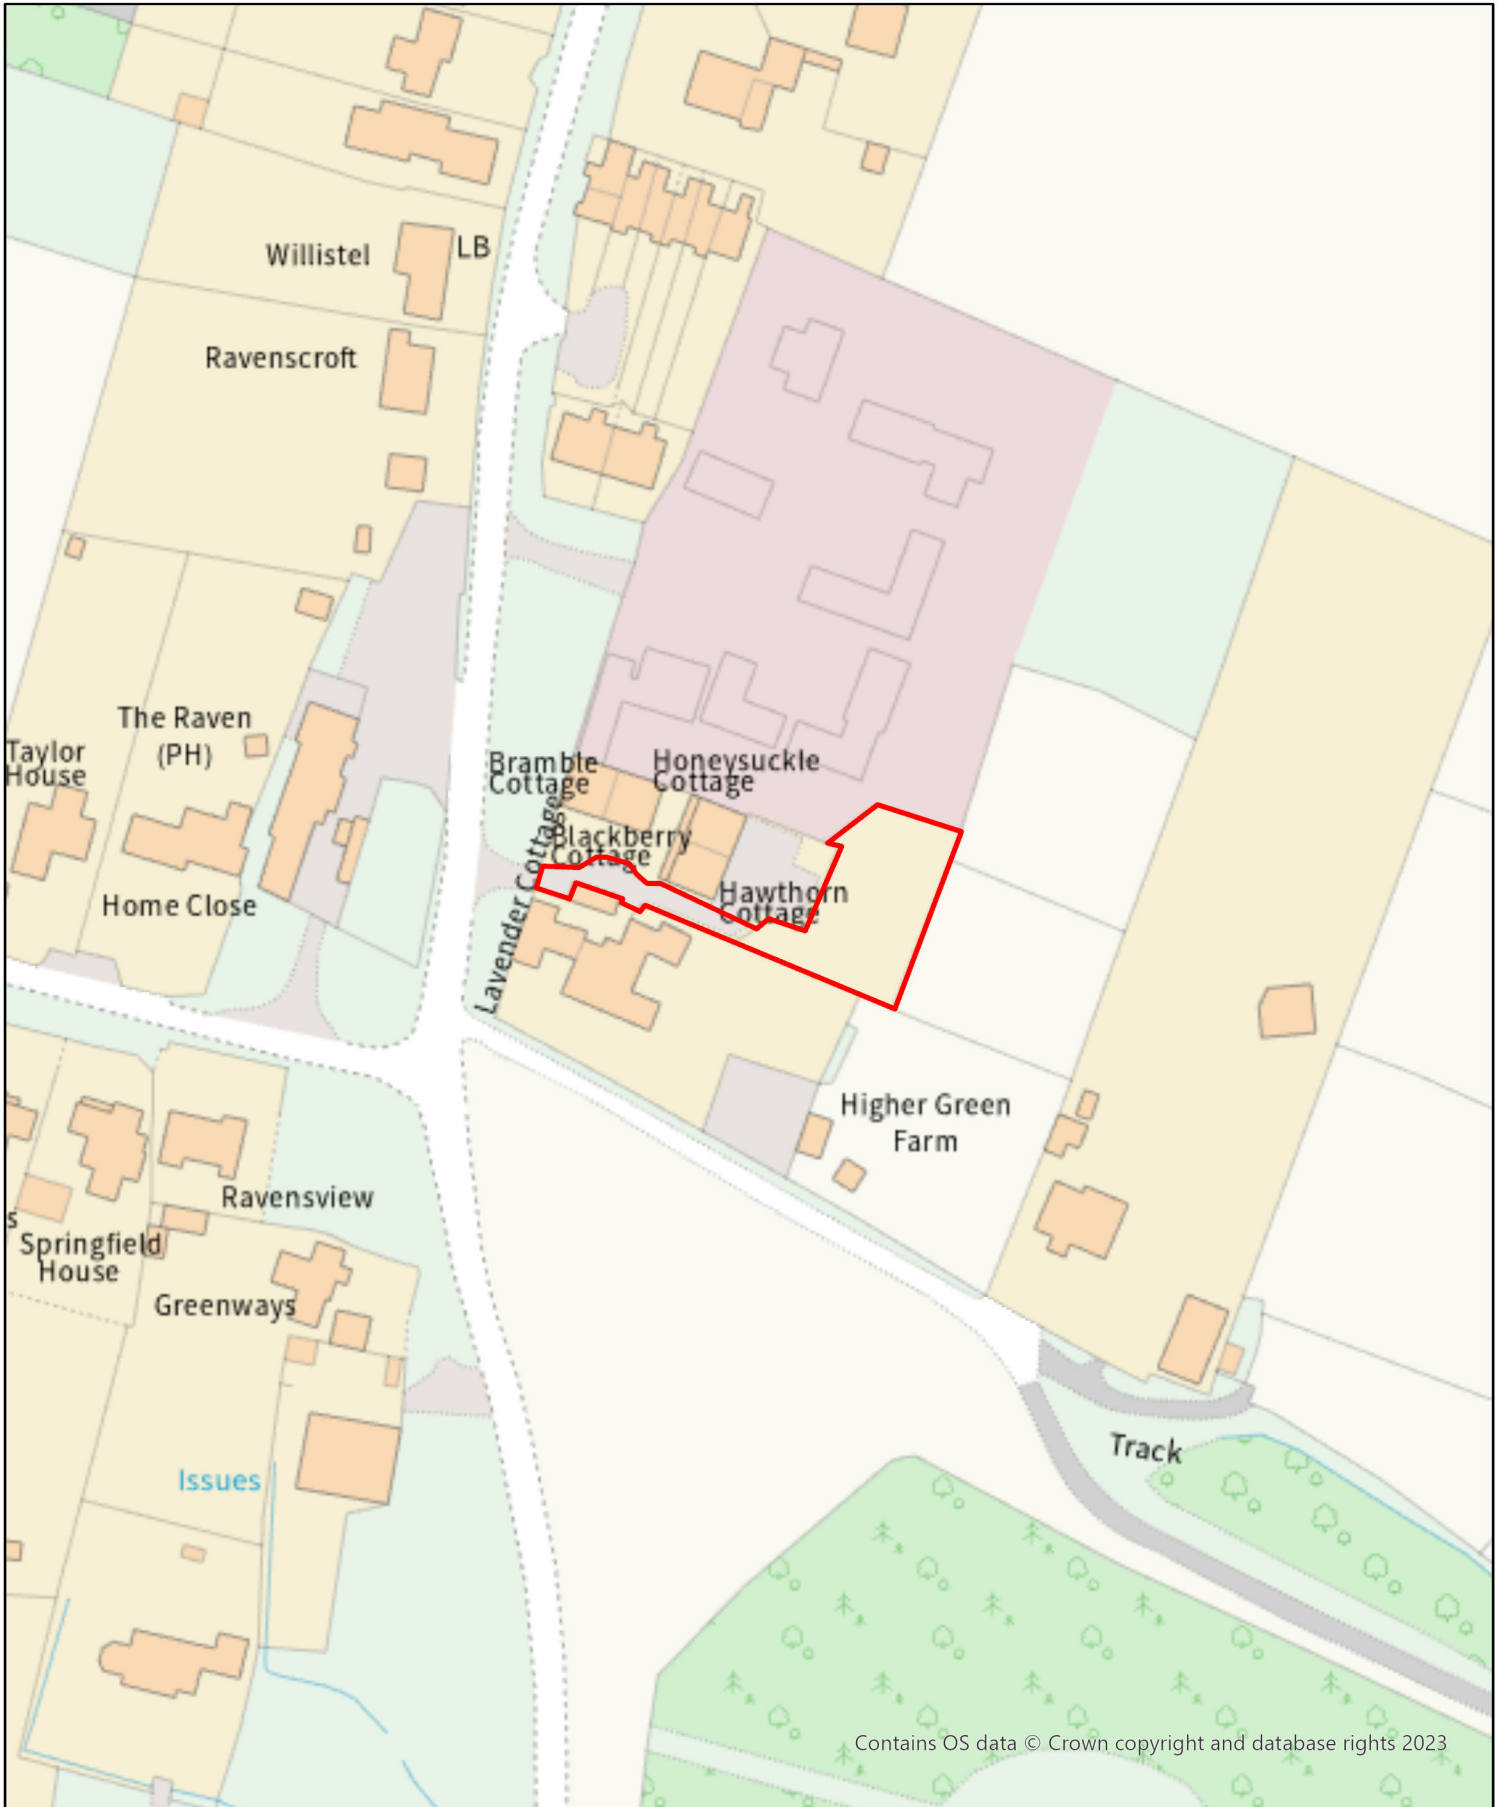 Willistel
LB
Ravenscroft
The Raven
(PH)
Taylor
House
Bramble
Cottage
Honeysuckle
Cottage
Blackberry
Cottage
Lavender Cottage
Hawthorn
Cottage
Home Close
Higher Green
Farm
Ravensview
s
Springfield
House
Greenways
Track
Issues
Contains OS data © Crown copyright and database rights 2023